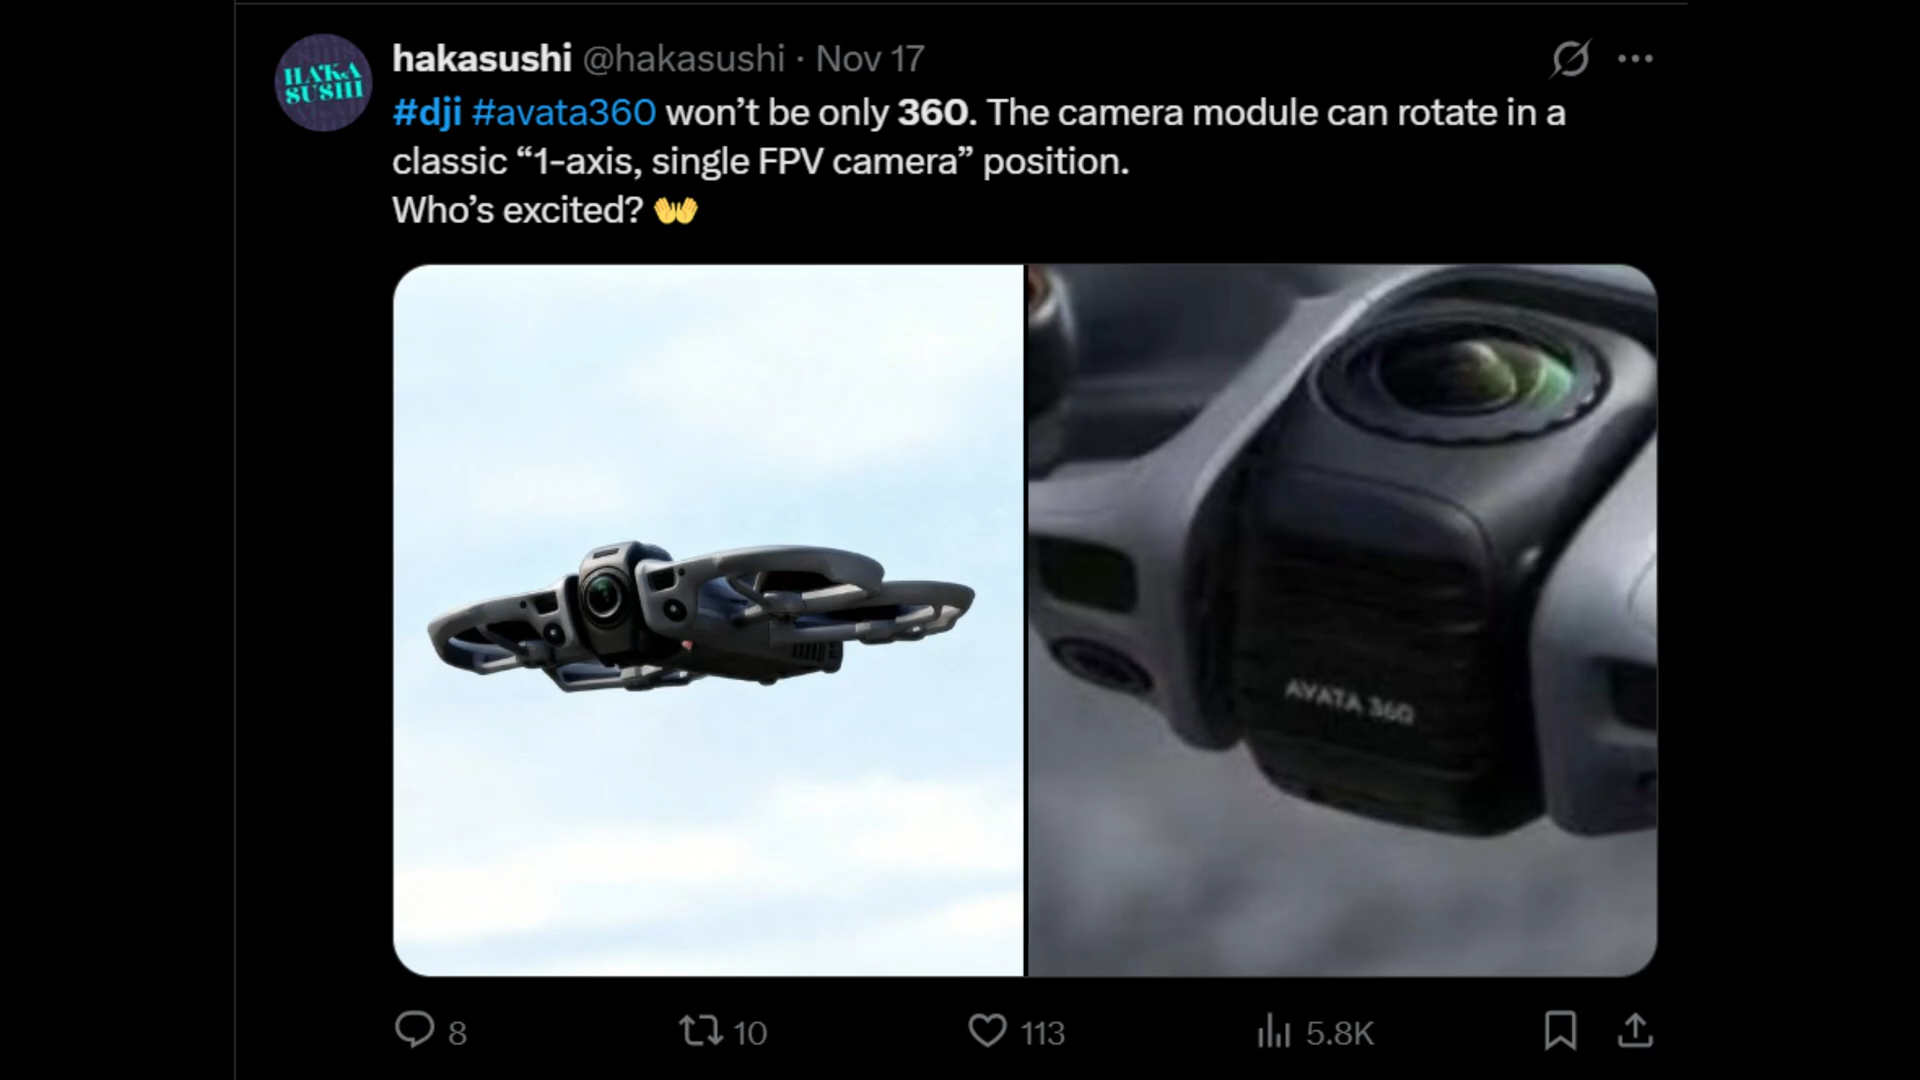 HAKA
SUSHI
hakasushi @hakasushi · Nov 17
#dji #avata360 won’t be only 360. The camera module can rotate in a
classic “1-axis, single FPV camera” position.
Who’s excited? 👐
AVATA 360
8 10 113 5.8K